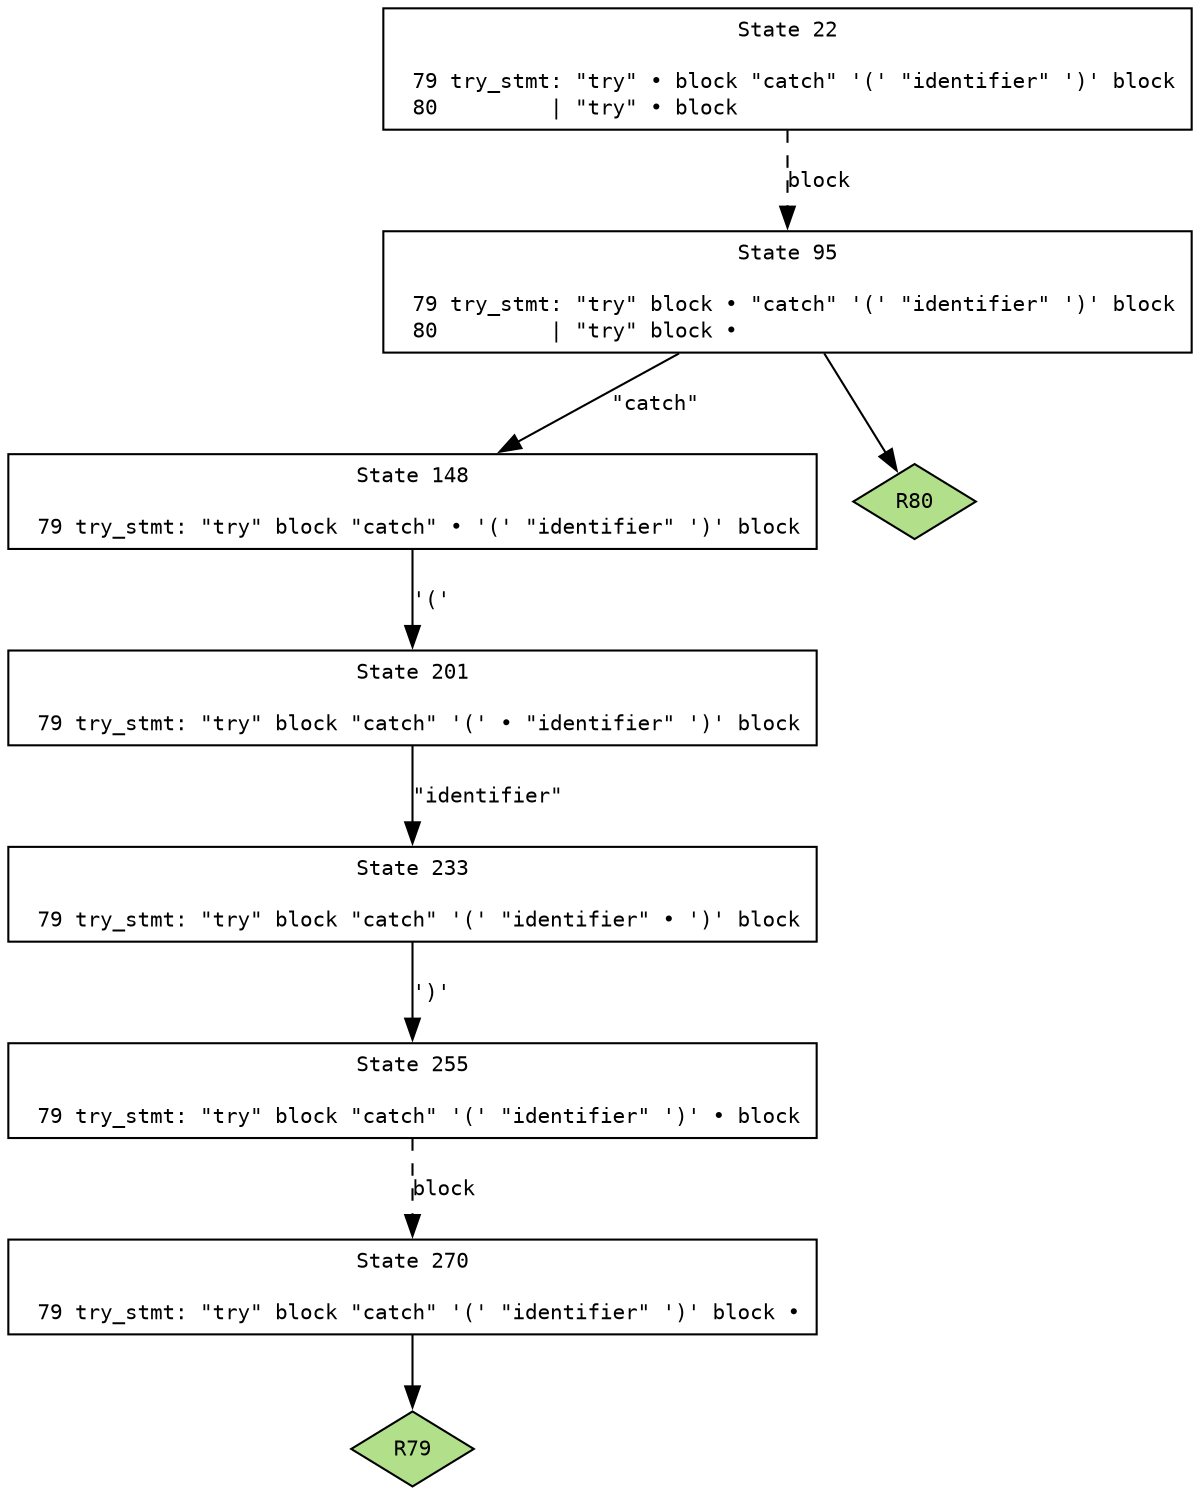 State 22
79 try_stmt: "try" • block "catch" '(' "identifier" ')' block
80         | "try" • block
block
State 95
79 try_stmt: "try" block • "catch" '(' "identifier" ')' block
80         | "try" block •
"catch"
State 148
79 try_stmt: "try" block "catch" • '(' "identifier" ')' block
R80
'('
State 201
79 try_stmt: "try" block "catch" '(' • "identifier" ')' block
"identifier"
State 233
79 try_stmt: "try" block "catch" '(' "identifier" • ')' block
')'
State 255
79 try_stmt: "try" block "catch" '(' "identifier" ')' • block
block
State 270
79 try_stmt: "try" block "catch" '(' "identifier" ')' block •
R79